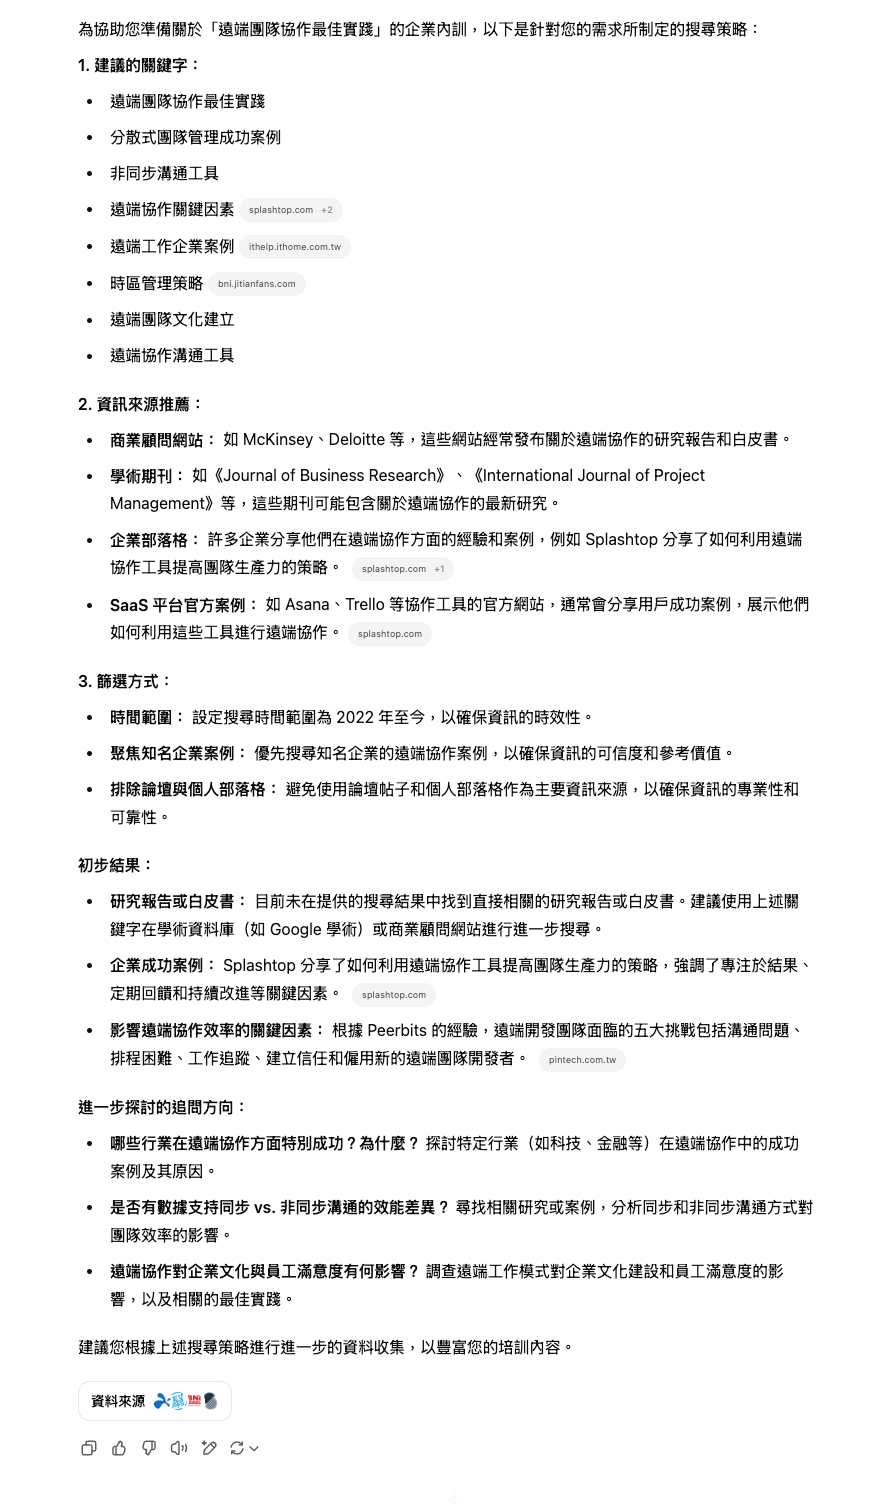 為協助您準備關於「遠端團隊協作最佳實踐」的企業內訓，以下是針對您的需求所制定的搜尋策略：
1. 建議的關鍵字：
• 遠端團隊協作最佳實踐
• 分散式團隊管理成功案例
• 非同步溝通工具
• 遠端協作關鍵因素 splashtop.com +2
• 遠端工作企業案例 ithelp.ithome.com.tw
• 時區管理策略 bni.jitianfans.com
• 遠端團隊文化建立
• 遠端協作溝通工具
2. 資訊來源推薦：
• 商業顧問網站： 如 McKinsey、Deloitte 等，這些網站經常發布關於遠端協作的研究報告和白皮書。
• 學術期刊： 如《Journal of Business Research》、《International Journal of Project
Management》等，這些期刊可能包含關於遠端協作的最新研究。
• 企業部落格： 許多企業分享他們在遠端協作方面的經驗和案例，例如 Splashtop 分享了如何利用遠端
協作工具提高團隊生產力的策略。 splashtop.com +1
• SaaS 平台官方案例： 如 Asana、Trello 等協作工具的官方網站，通常會分享用戶成功案例，展示他們
如何利用這些工具進行遠端協作。 splashtop.com
3. 篩選方式：
• 時間範圍： 設定搜尋時間範圍為 2022 年至今，以確保資訊的時效性。
• 聚焦知名企業案例： 優先搜尋知名企業的遠端協作案例，以確保資訊的可信度和參考價值。
• 排除論壇與個人部落格： 避免使用論壇帖子和個人部落格作為主要資訊來源，以確保資訊的專業性和
可靠性。
初步結果：
• 研究報告或白皮書： 目前未在提供的搜尋結果中找到直接相關的研究報告或白皮書。建議使用上述關
鍵字在學術資料庫（如 Google 學術）或商業顧問網站進行進一步搜尋。
• 企業成功案例： Splashtop 分享了如何利用遠端協作工具提高團隊生產力的策略，強調了專注於結果、
定期回饋和持續改進等關鍵因素。 splashtop.com
• 影響遠端協作效率的關鍵因素： 根據 Peerbits 的經驗，遠端開發團隊面臨的五大挑戰包括溝通問題、
排程困難、工作追蹤、建立信任和僱用新的遠端團隊開發者。 pintech.com.tw
進一步探討的追問方向：
• 哪些行業在遠端協作方面特別成功？為什麼？ 探討特定行業（如科技、金融等）在遠端協作中的成功
案例及其原因。
• 是否有數據支持同步 vs. 非同步溝通的效能差異？ 尋找相關研究或案例，分析同步和非同步溝通方式對
團隊效率的影響。
• 遠端協作對企業文化與員工滿意度有何影響？ 調查遠端工作模式對企業文化建設和員工滿意度的影
響，以及相關的最佳實踐。
建議您根據上述搜尋策略進行進一步的資料收集，以豐富您的培訓內容。
資料來源